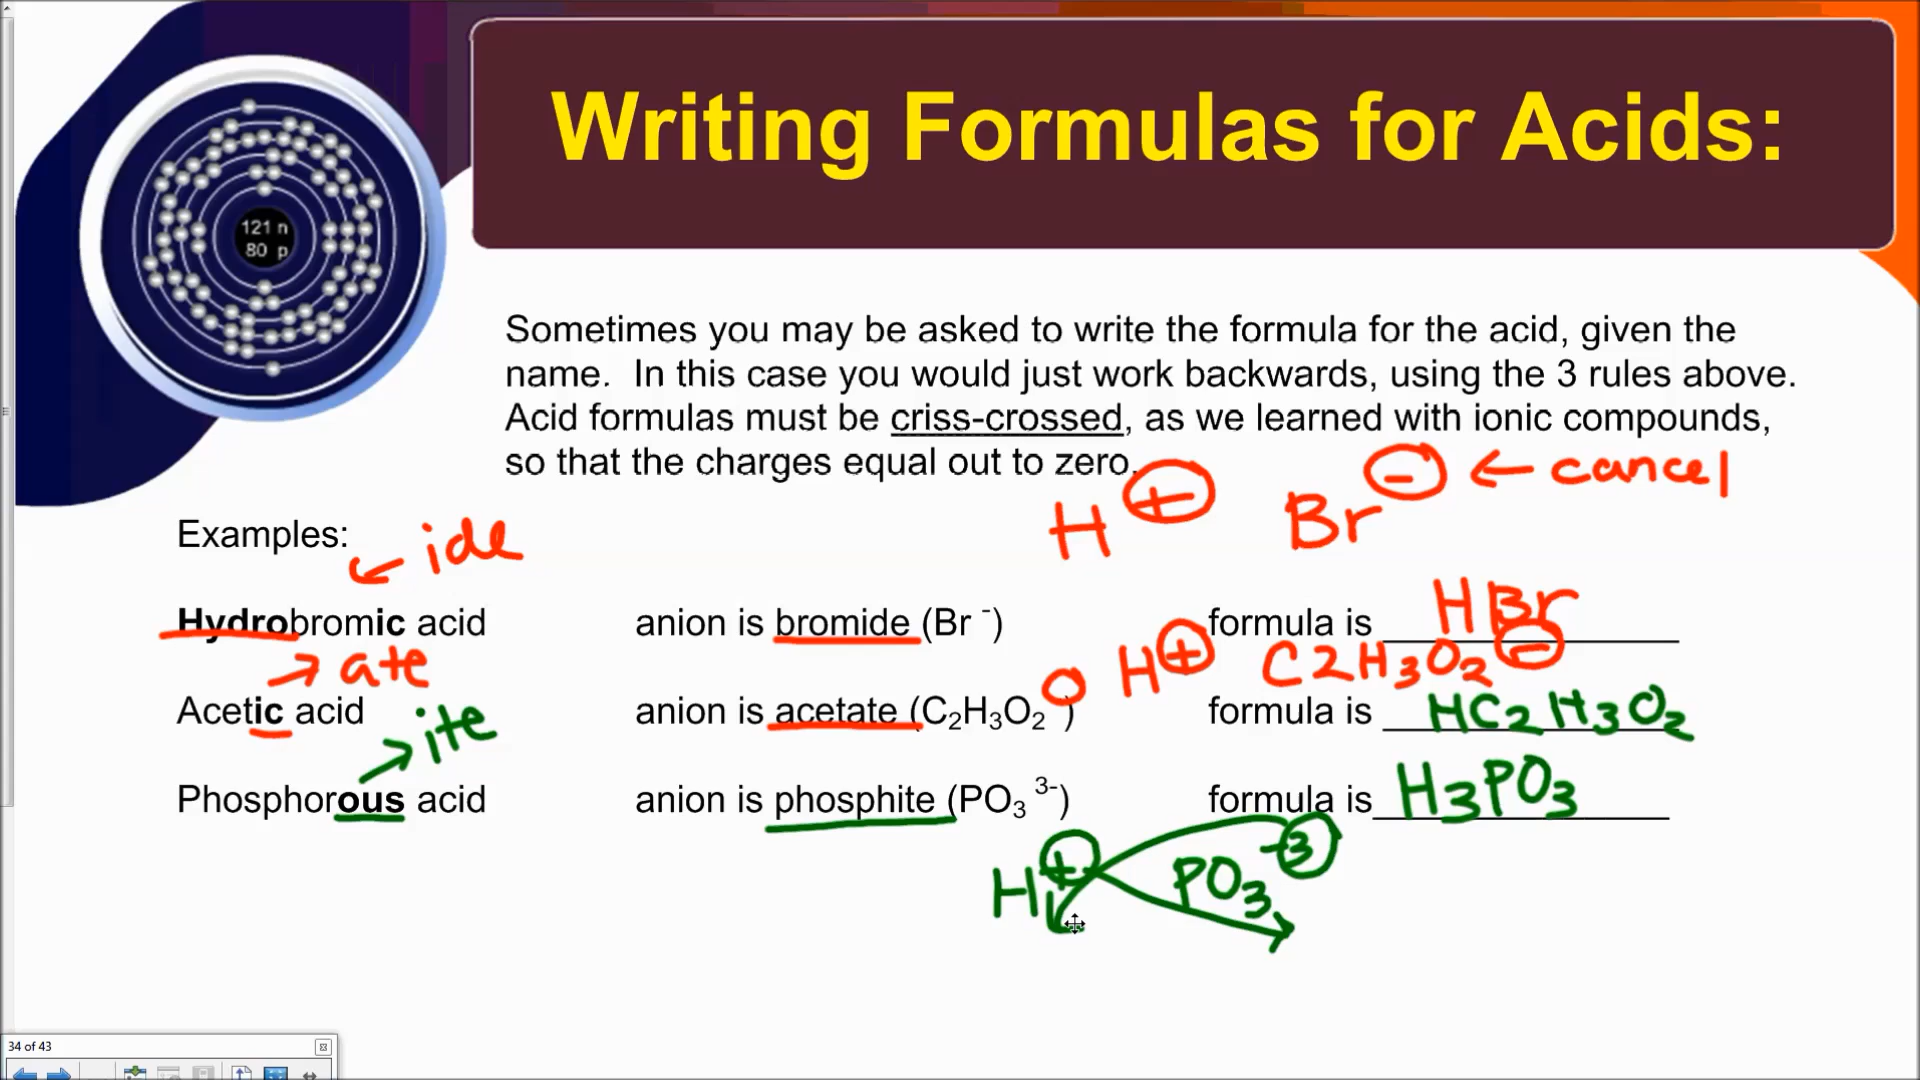 Writing Formulas for Acids:
121 n
80 p
Sometimes you may be asked to write the formula for the acid, given the
name. In this case you would just work backwards, using the 3 rules above.
Acid formulas must be criss-crossed, as we learned with ionic compounds,
so that the charges equal out to zero.
H + Br - ← cancel
Examples:
← ide
Hydrobromic acid anion is bromide (Br -) formula is HBr
→ ate H + C2H3O2 -
Acetic acid anion is acetate (C2H3O2 ) formula is HC2H3O2
→ ite
Phosphorous acid anion is phosphite (PO3 3-) formula is H3PO3
H + PO3 -3
34 of 43